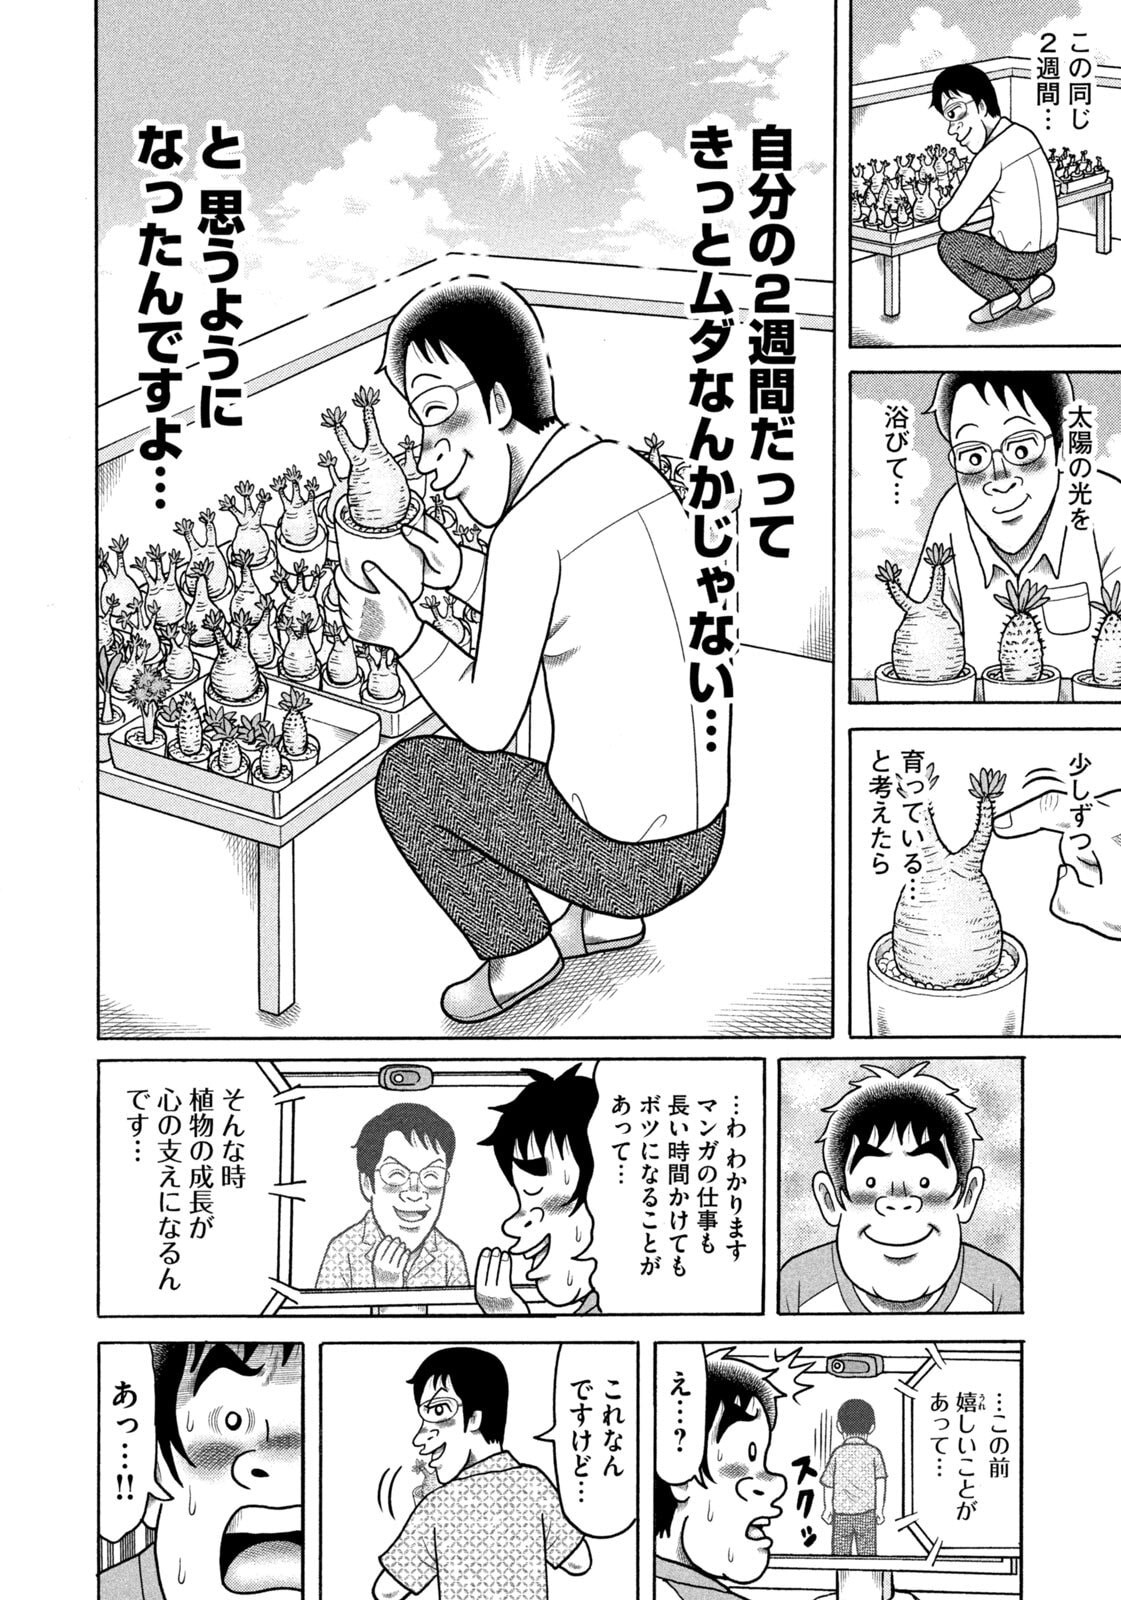 この同じ
2週間…
太陽の光を
浴びて…
少しずつ
育っている…
と考えたら
自分の2週間だって
きっとムダなんかじゃない…
と思うように
なったんですよ…
…わ わかります
マンガの仕事も
長い時間かけても
ボツになることが
あって…
そんな時
植物の成長が
心の支えになるん
です…
…この前
嬉しいことが
うれ
あって…
スクッ
え…‥?
これなん
ですけど…
あっ…‼